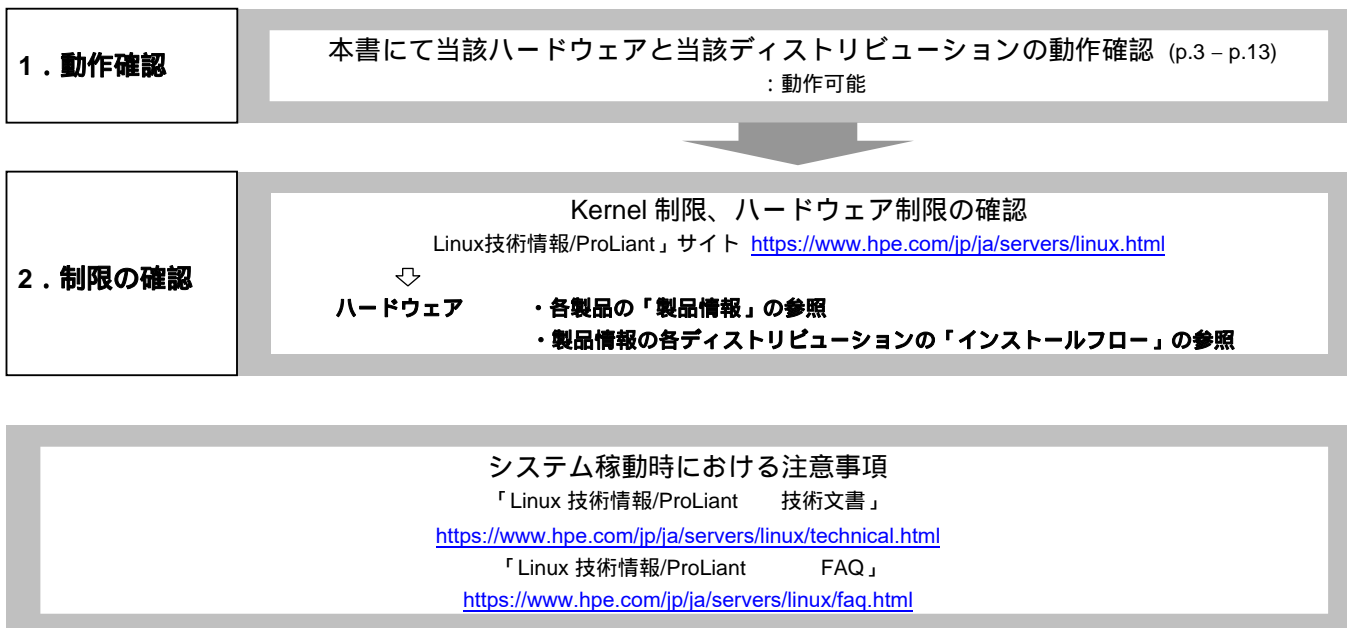 1．動作確認
本書にて当該ハードウェアと当該ディストリビューションの動作確認 (p.3 – p.13)
：動作可能
2．制限の確認
Kernel 制限、ハードウェア制限の確認
Linux技術情報/ProLiant」サイト https://www.hpe.com/jp/ja/servers/linux.html
ハードウェア ・各製品の「製品情報」の参照
・製品情報の各ディストリビューションの「インストールフロー」の参照
システム稼動時における注意事項
「Linux 技術情報/ProLiant 技術文書」
https://www.hpe.com/jp/ja/servers/linux/technical.html
「Linux 技術情報/ProLiant FAQ」
https://www.hpe.com/jp/ja/servers/linux/faq.html